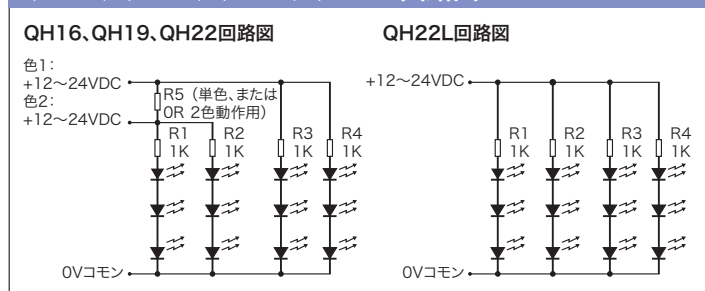 QH16、QH19、QH22回路図
色1:
+12〜24VDC
色2:
+12〜24VDC
R5（単色、または
0R 2色動作用）
R1
1K
R2
1K
R3
1K
R4
1K
0Vコモン
QH22L回路図
+12〜24VDC
R1
1K
R2
1K
R3
1K
R4
1K
0Vコモン